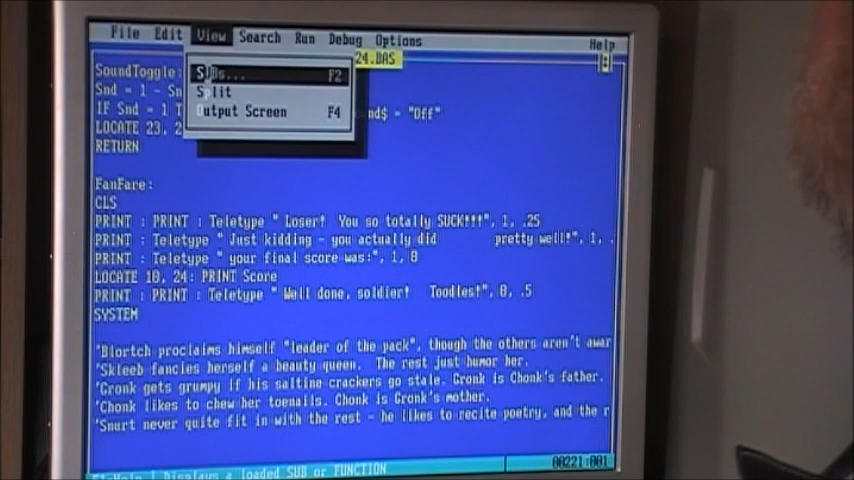 File Edit View Search Run Debug Options Help
24.BAS
SoundToggle:
SUBs... F2
Snd = 1 - Sn
Split
IF Snd = 1 T ound$ = "Off"
Output Screen F4
LOCATE 23, 2
RETURN
FanFare:
CLS
PRINT : PRINT : Teletype " Loser! You so totally SUCK!!!", 1, .25
PRINT : Teletype " Just kidding - you actually did pretty well!", 1, .
PRINT : Teletype " your final score was:", 1, 0
LOCATE 10, 24: PRINT Score
PRINT : PRINT : Teletype " Well done, soldier! Toodles!", 0, .5
SYSTEM
'Blortch proclaims himself "leader of the pack", though the others aren't awar
'Skleeb fancies herself a beauty queen. The rest just humor her.
'Gronk gets grumpy if his saltine crackers go stale. Gronk is Chonk's father.
'Chonk likes to chew her toenails. Chonk is Gronk's mother.
'Snurt never quite fit in with the rest - he likes to recite poetry, and the r
F1=Help | Displays a loaded SUB or FUNCTION 00221:001